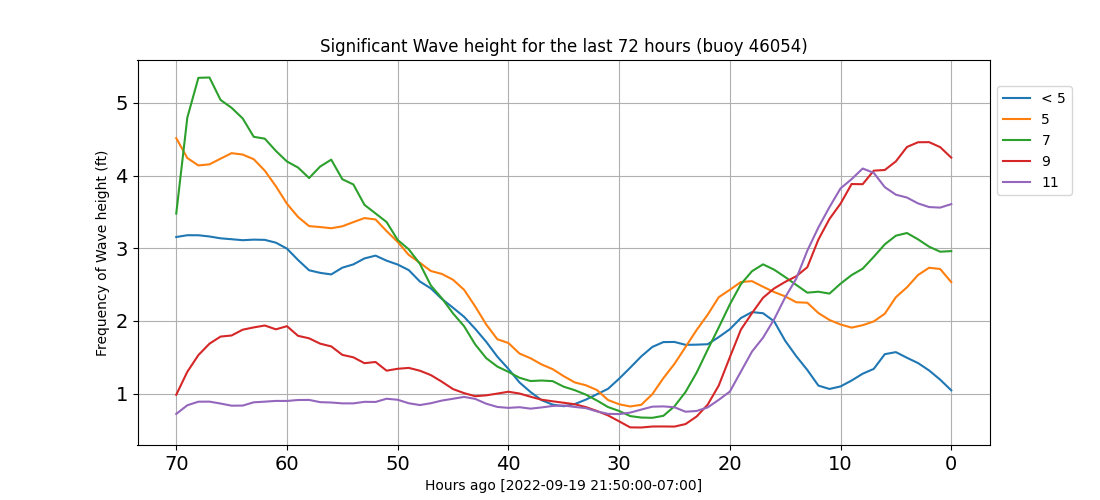 Significant Wave height for the last 72 hours (buoy 46054)
Frequency of Wave height (ft)
5
4
3
2
1
70 60 50 40 30 20 10 0
Hours ago [2022-09-19 21:50:00-07:00]
< 5
5
7
9
11